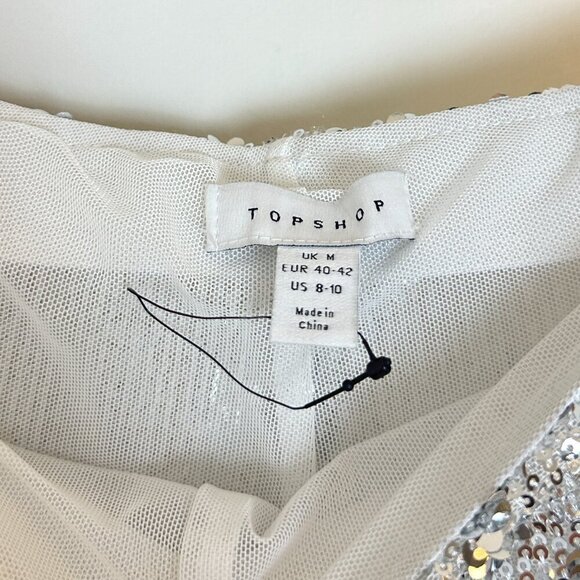 TOPSHOP
UK M
EUR 40-42
US 8-10
Made in
China